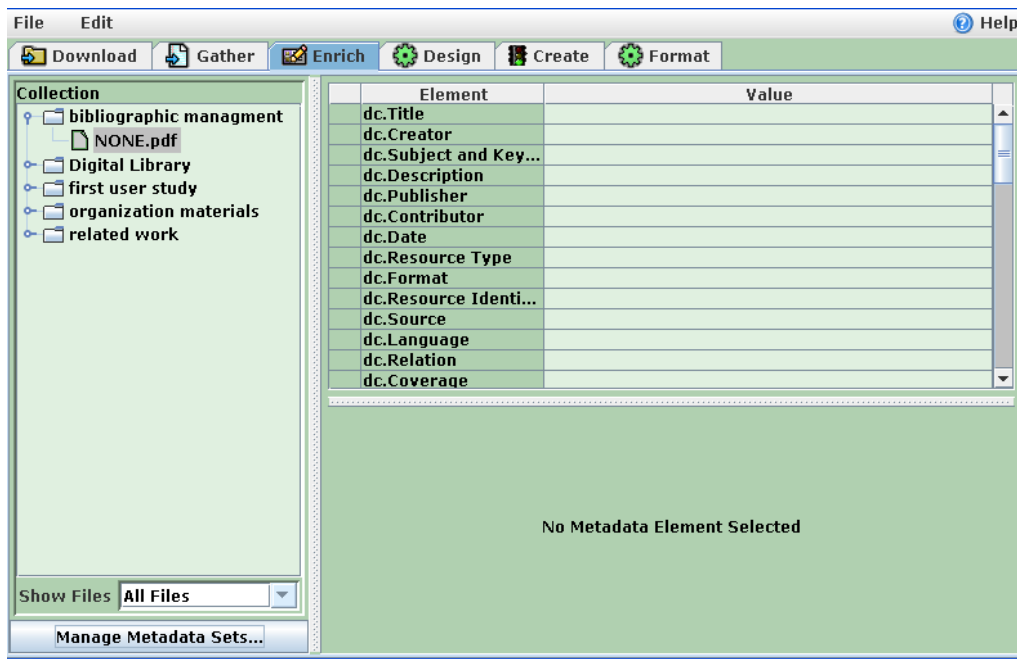 File Edit Help
Download Gather Enrich Design Create Format
Collection
bibliographic managment
NONE.pdf
Digital Library
first user study
organization materials
related work
Show Files All Files
Manage Metadata Sets...
Element Value
dc.Title
dc.Creator
dc.Subject and Key...
dc.Description
dc.Publisher
dc.Contributor
dc.Date
dc.Resource Type
dc.Format
dc.Resource Identi...
dc.Source
dc.Language
dc.Relation
dc.Coverage
No Metadata Element Selected